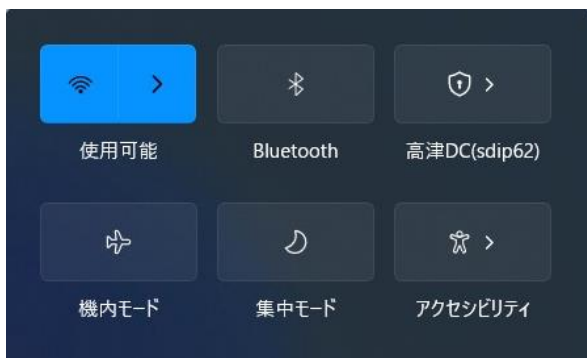 使用可能
Bluetooth
高津DC(sdip62)
機内モード
集中モード
アクセシビリティ